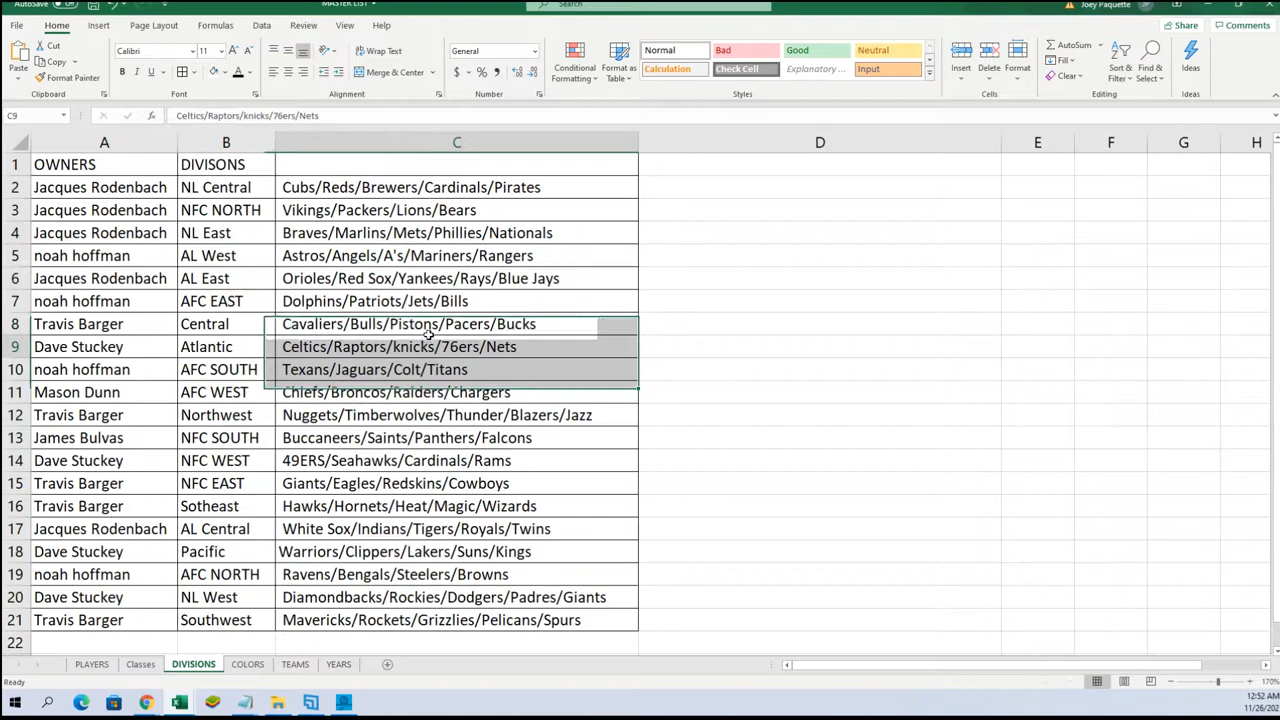 AutoSave
MASTER LIST
Search
Joey Paquette
File Home Insert Draw Page Layout Formulas Data Review View Help
Share Comments
Paste
Cut
Copy
Format Painter
Clipboard
Calibri 11
B I U
Font
Wrap Text
Merge & Center
Alignment
General
$ % ,
Number
Conditional Formatting
Format as Table
Normal Bad Good Neutral
Calculation Check Cell Explanatory ... Input
Styles
Insert Delete Format
Cells
AutoSum
Fill
Clear
Sort & Filter
Find & Select
Editing
Ideas
Ideas
C9
fx
Celtics/Raptors/knicks/76ers/Nets
A B C D E F G H
1 OWNERS DIVISONS
2 Jacques Rodenbach NL Central Cubs/Reds/Brewers/Cardinals/Pirates
3 Jacques Rodenbach NFC NORTH Vikings/Packers/Lions/Bears
4 Jacques Rodenbach NL East Braves/Marlins/Mets/Phillies/Nationals
5 noah hoffman AL West Astros/Angels/A's/Mariners/Rangers
6 Jacques Rodenbach AL East Orioles/Red Sox/Yankees/Rays/Blue Jays
7 noah hoffman AFC EAST Dolphins/Patriots/Jets/Bills
8 Travis Barger Central Cavaliers/Bulls/Pistons/Pacers/Bucks
9 Dave Stuckey Atlantic Celtics/Raptors/knicks/76ers/Nets
10 noah hoffman AFC SOUTH Texans/Jaguars/Colt/Titans
11 Mason Dunn AFC WEST Chiefs/Broncos/Raiders/Chargers
12 Travis Barger Northwest Nuggets/Timberwolves/Thunder/Blazers/Jazz
13 James Bulvas NFC SOUTH Buccaneers/Saints/Panthers/Falcons
14 Dave Stuckey NFC WEST 49ERS/Seahawks/Cardinals/Rams
15 Travis Barger NFC EAST Giants/Eagles/Redskins/Cowboys
16 Travis Barger Sotheast Hawks/Hornets/Heat/Magic/Wizards
17 Jacques Rodenbach AL Central White Sox/Indians/Tigers/Royals/Twins
18 Dave Stuckey Pacific Warriors/Clippers/Lakers/Suns/Kings
19 noah hoffman AFC NORTH Ravens/Bengals/Steelers/Browns
20 Dave Stuckey NL West Diamondbacks/Rockies/Dodgers/Padres/Giants
21 Travis Barger Southwest Mavericks/Rockets/Grizzlies/Pelicans/Spurs
22
PLAYERS Classes DIVISIONS COLORS TEAMS YEARS
Ready
170%
12:52 AM
11/26/202